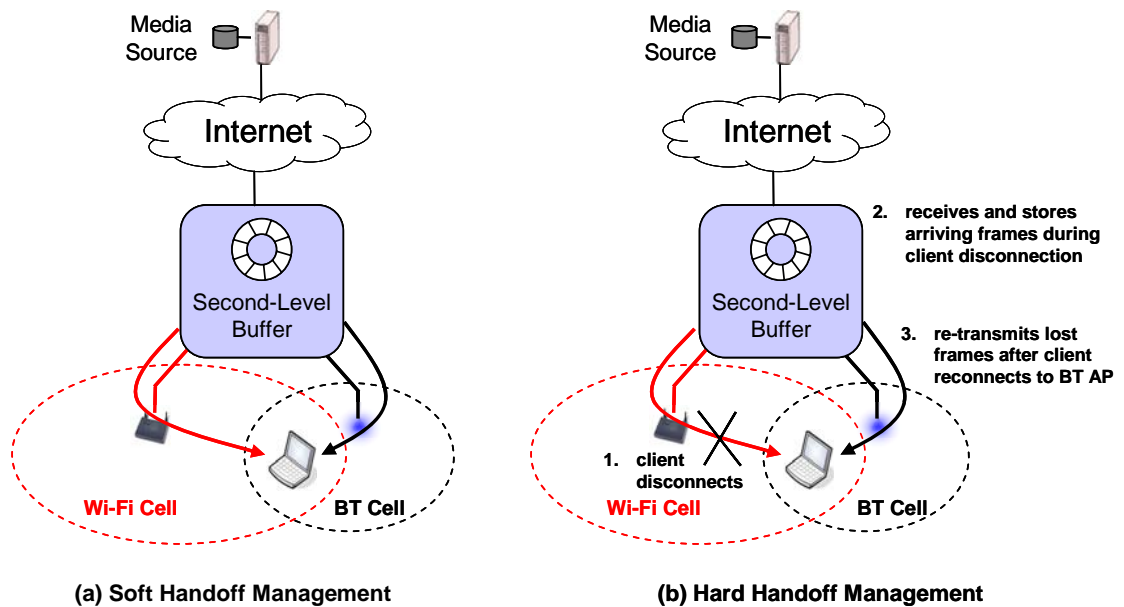 Media
Source
Internet
Second-Level
Buffer
Wi-Fi Cell
BT Cell
(a) Soft Handoff Management
Media
Source
Internet
Second-Level
Buffer
2. receives and stores
arriving frames during
client disconnection
3. re-transmits lost
frames after client
reconnects to BT AP
1. client
disconnects
Wi-Fi Cell
BT Cell
(b) Hard Handoff Management